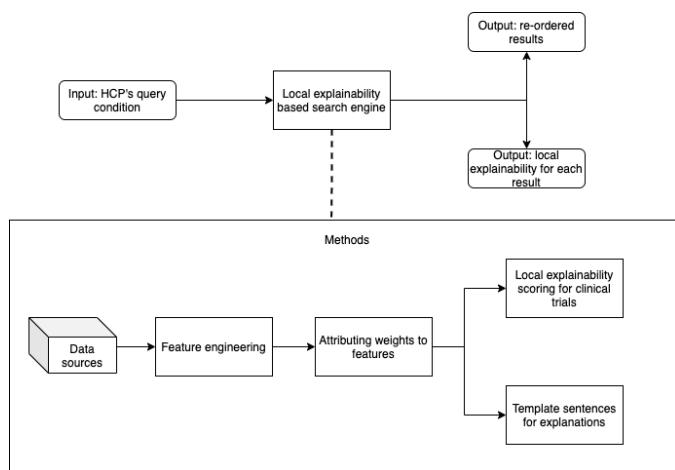 Output: re-ordered
results
Input: HCP's query
condition
Local explainability
based search engine
Output: local
explainability for each
result
Methods
Data
sources
Feature engineering
Attributing weights to
features
Local explainability
scoring for clinical
trials
Template sentences
for explanations